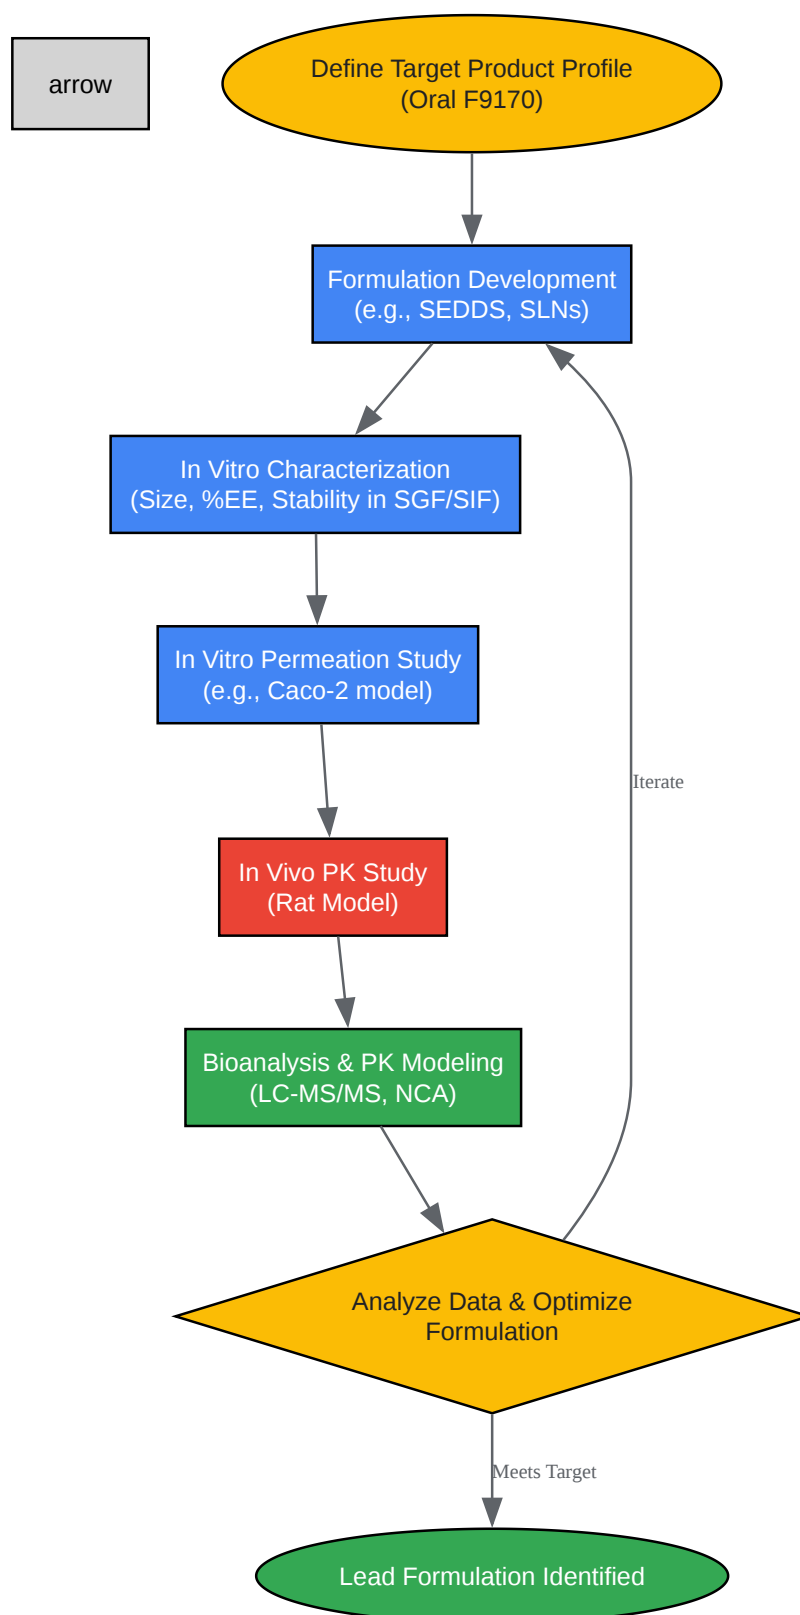 arrow
Define Target Product Profile
(Oral F9170)
Formulation Development
(e.g., SEDDS, SLNs)
In Vitro Characterization
(Size, %EE, Stability in SGF/SIF)
In Vitro Permeation Study
(e.g., Caco-2 model)
Iterate
In Vivo PK Study
(Rat Model)
Bioanalysis & PK Modeling
(LC-MS/MS, NCA)
Analyze Data & Optimize
Formulation
Meets Target
Lead Formulation Identified